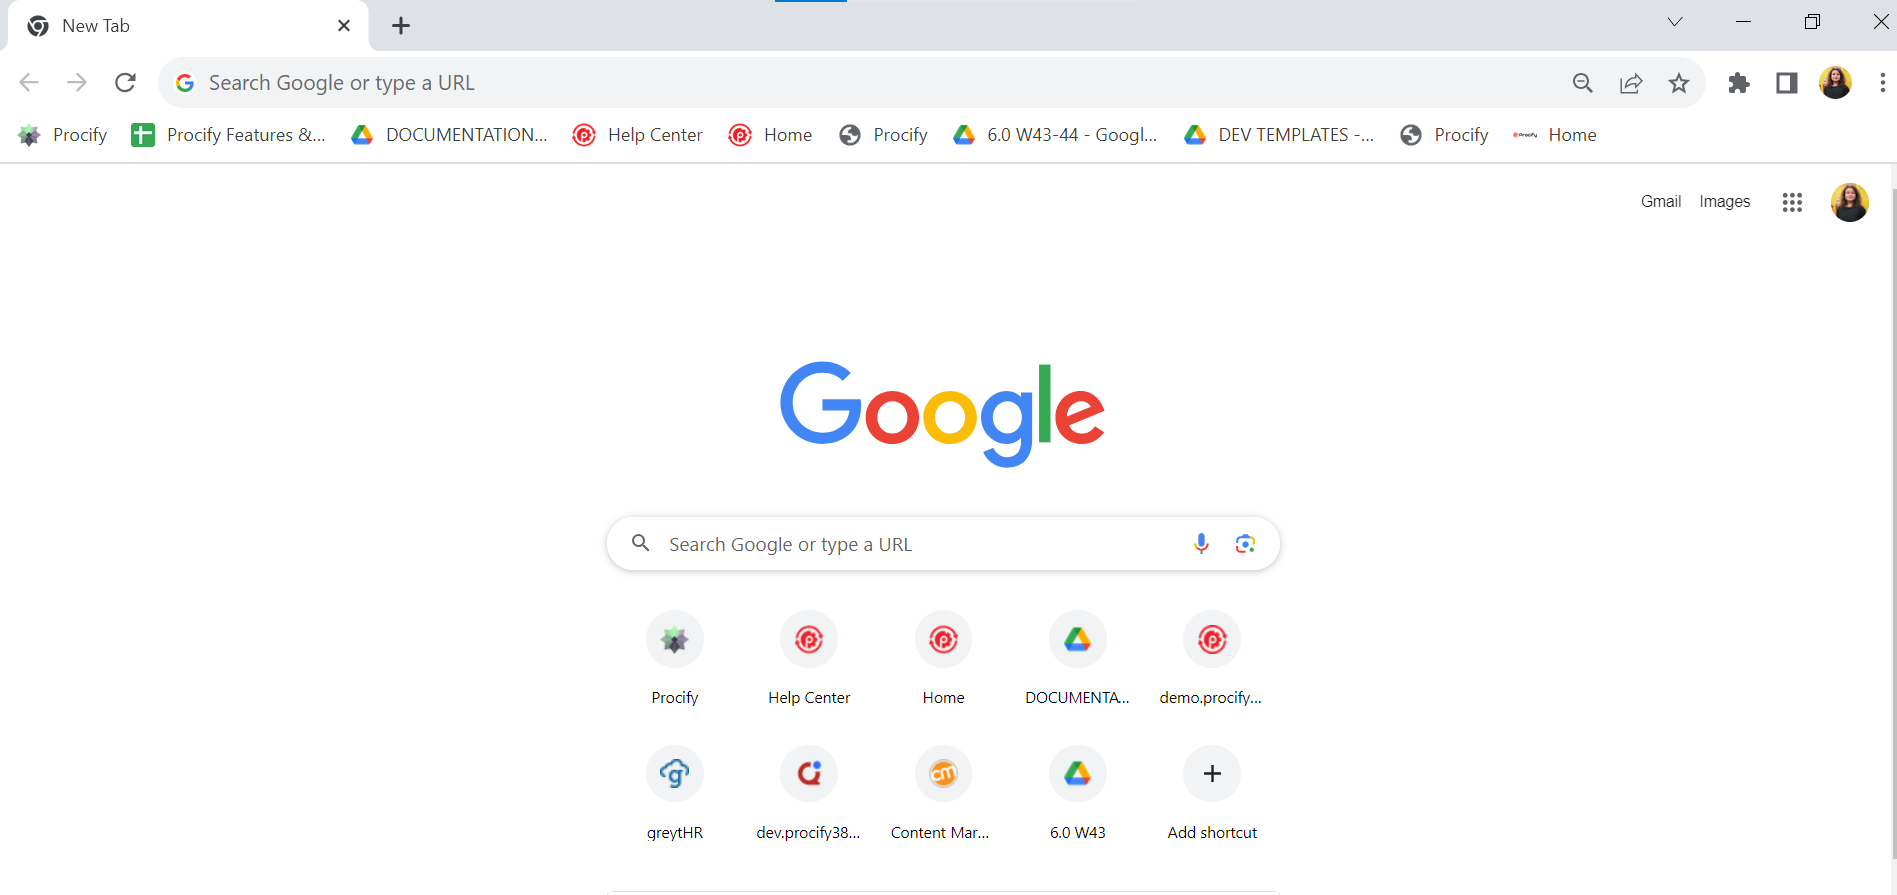 New Tab
Search Google or type a URL
Procify Procify Features &... DOCUMENTATION... Help Center Home Procify 6.0 W43-44 - Googl... DEV TEMPLATES -... Procify Home
Gmail Images
Google
Search Google or type a URL
Procify Help Center Home DOCUMENTA... demo.procify...
greytHR dev.procify38... Content Mar... 6.0 W43 Add shortcut